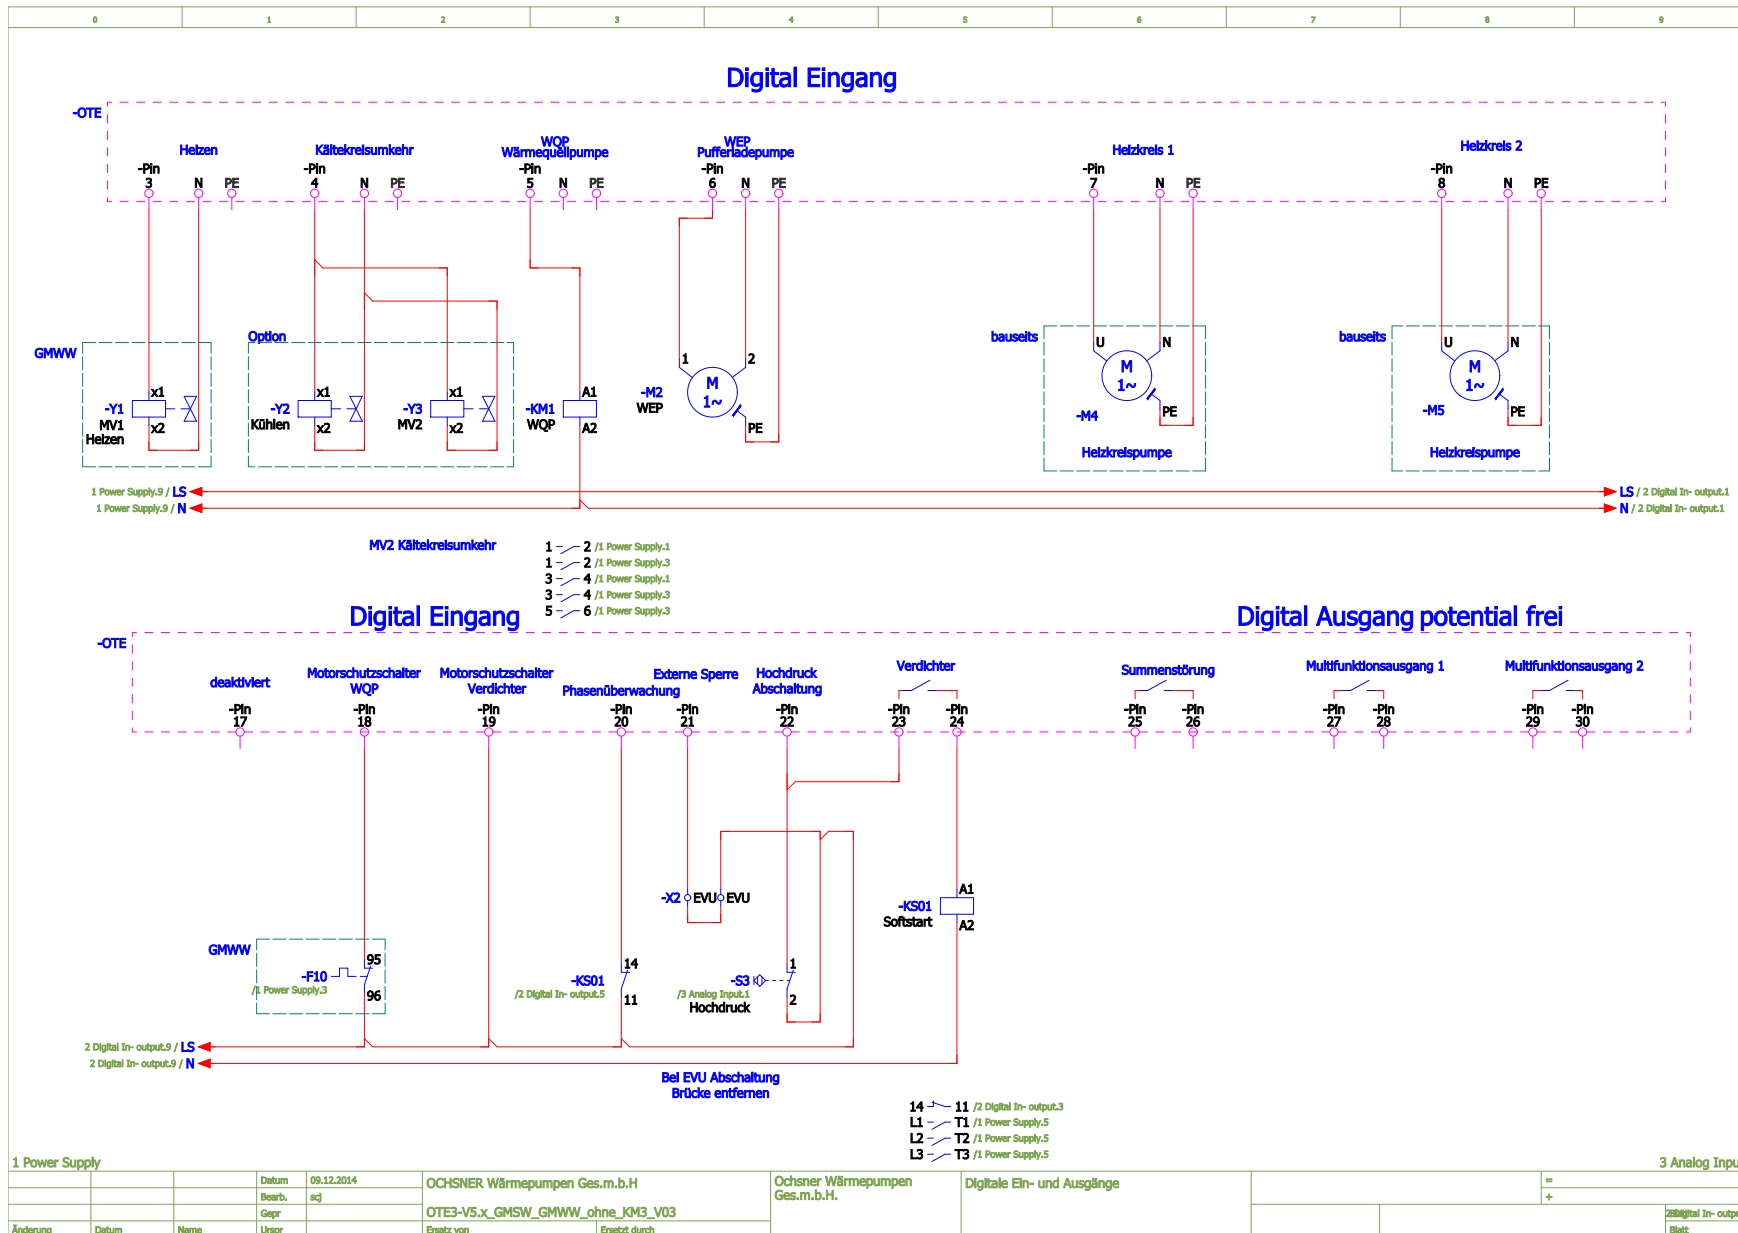 0 1 2 3 4 5 6 7 8 9
Digital Eingang
-OTE
Heizen
Kältekreisumkehr
WQP
Wärmequellpumpe
WEP
Pufferladepumpe
Heizkreis 1
Heizkreis 2
-Pin
3 N PE
-Pin
4 N PE
-Pin
5 N PE
-Pin
6 N PE
-Pin
7 N PE
-Pin
8 N PE
GMWW
-Y1
MV1
Heizen
x1
x2
Option
-Y2
Kühlen
x1
x2
-Y3
MV2
x1
x2
-KM1
WQP
A1
A2
-M2
WEP
1 2
M
1~
PE
bauseits
U N
M
1~
PE
-M4
Heizkreispumpe
bauseits
U N
M
1~
PE
-M5
Heizkreispumpe
1 Power Supply.9 / LS
1 Power Supply.9 / N
LS / 2 Digital In- output.1
N / 2 Digital In- output.1
MV2 Kältekreisumkehr
1 2 /1 Power Supply.1
1 2 /1 Power Supply.3
3 4 /1 Power Supply.1
3 4 /1 Power Supply.3
5 6 /1 Power Supply.3
Digital Eingang
Digital Ausgang potential frei
-OTE
deaktiviert
Motorschutzschalter
WQP
Motorschutzschalter
Verdichter
Phasenüberwachung
Externe Sperre
Hochdruck
Abschaltung
Verdichter
Summenstörung
Multifunktionsausgang 1
Multifunktionsausgang 2
-Pin -Pin -Pin -Pin -Pin -Pin -Pin -Pin -Pin -Pin -Pin -Pin -Pin -Pin
17 18 19 20 21 22 23 24 25 26 27 28 29 30
-X2 EVU EVU
-KS01
Softstart
A1
A2
GMWW
-F10
/1 Power Supply.3
95
96
-KS01
/2 Digital In- output.5
14
11
-S3
/3 Analog Input.1
Hochdruck
1
2
2 Digital In- output.9 / LS
2 Digital In- output.9 / N
Bei EVU Abschaltung
Brücke entfernen
14 11 /2 Digital In- output.3
L1 T1 /1 Power Supply.5
L2 T2 /1 Power Supply.5
L3 T3 /1 Power Supply.5
1 Power Supply
3 Analog Inpu
Datum 09.12.2014
Bearb. scj
Gepr
Änderung Datum Name Ursor
OCHSNER Wärmepumpen Ges.m.b.H
OTE3-V5.x_GMSW_GMWW_ohne_KM3_V03
Ersatz von Ersetzt durch
Ochsner Wärmepumpen
Ges.m.b.H.
Digitale Ein- und Ausgänge
=
+
Digital In- outpu
Blatt